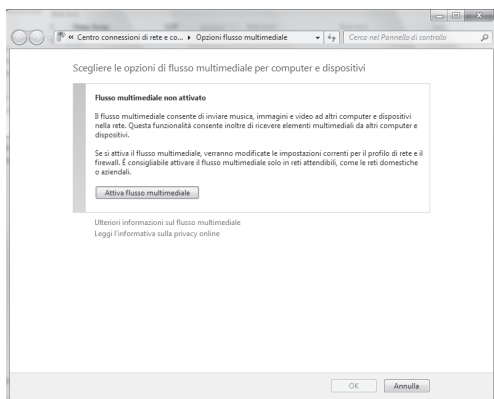 « Centro connessioni di rete e co... Opzioni flusso multimediale Cerca nel Pannello di controllo
Scegliere le opzioni di flusso multimediale per computer e dispositivi
Flusso multimediale non attivato
Il flusso multimediale consente di inviare musica, immagini e video ad altri computer e dispositivi
nella rete. Questa funzionalità consente inoltre di ricevere elementi multimediali da altri computer e
dispositivi.
Se si attiva il flusso multimediale, verranno modificate le impostazioni correnti per il profilo di rete e il
firewall. È consigliabile attivare il flusso multimediale solo in reti attendibili, come le reti domestiche
o aziendali.
Attiva flusso multimediale
Ulteriori informazioni sul flusso multimediale
Leggi l'informativa sulla privacy online
OK Annulla